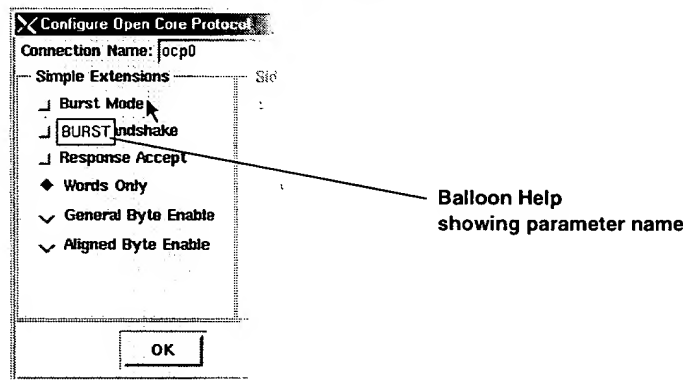 Configure Open Core Protocol
Connection Name: ocp0
Simple Extensions
Sid
Burst Mode
BURST ndshake
Response Accept
Words Only
General Byte Enable
Aligned Byte Enable
OK
Balloon Help
showing parameter name